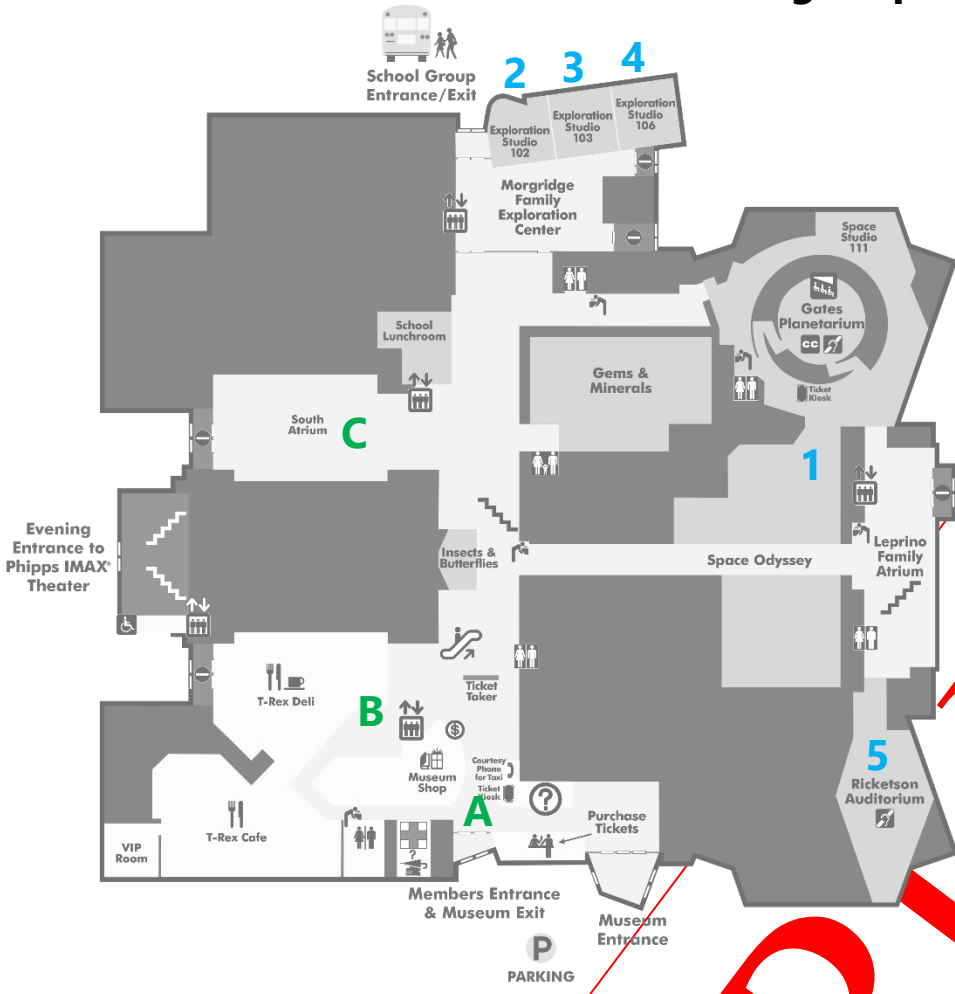 School Group
Entrance/Exit
2
3
4
Exploration
Studio
102
Exploration
Studio
103
Exploration
Studio
106
Morgridge
Family
Exploration
Center
Space
Studio
111
Gates
Planetarium
CC
Ticket
Kiosk
School
Lunchroom
Gems &
Minerals
South
Atrium
C
1
Evening
Entrance to
Phipps IMAX®
Theater
Insects &
Butterflies
Space Odyssey
Leprino
Family
Atrium
T-Rex Deli
Ticket
Taker
B
$
Museum
Shop
Courtesy
Phone
for Taxi
Ticket
Kiosk
A
?
Purchase
Tickets
5
Ricketson
Auditorium
T-Rex Cafe
VIP
Room
?
Members Entrance
& Museum Exit
Museum
Entrance
P
PARKING